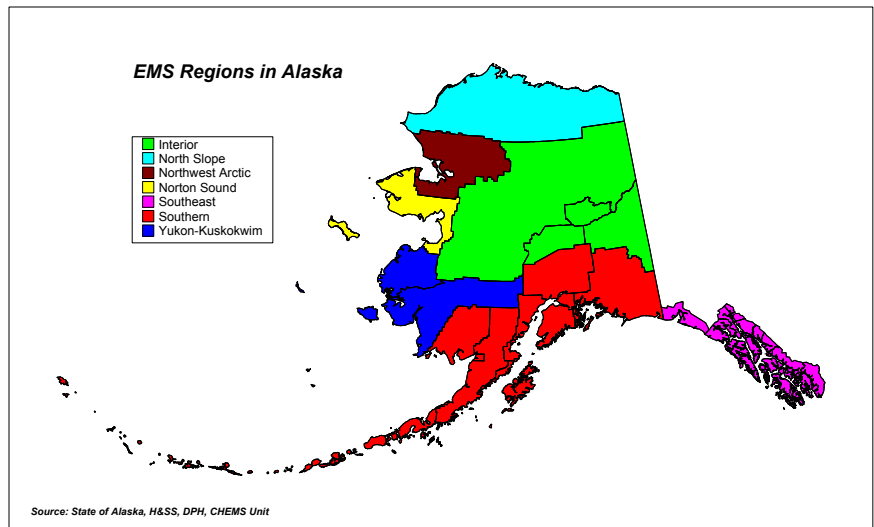 EMS Regions in Alaska
Interior
North Slope
Northwest Arctic
Norton Sound
Southeast
Southern
Yukon-Kuskokwim
Source: State of Alaska, H&SS, DPH, CHEMS Unit